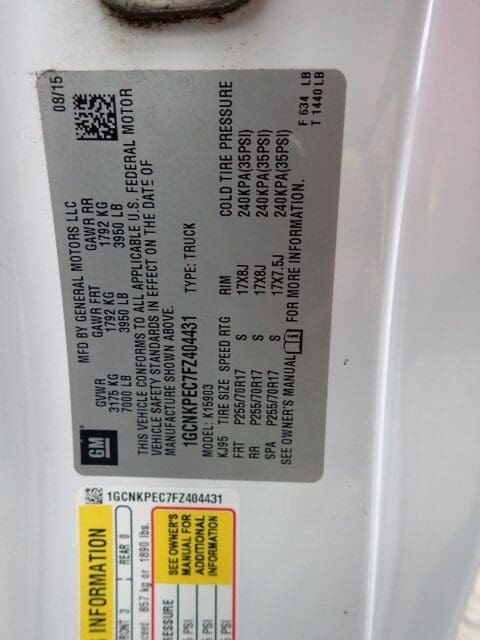 08/15
MFD BY GENERAL MOTORS LLC
GVWR GAWR FRT GAWR RR
3175 KG 1792 KG 1792 KG
7000 LB 3950 LB 3950 LB
THIS VEHICLE CONFORMS TO ALL APPLICABLE U.S. FEDERAL MOTOR
VEHICLE SAFETY STANDARDS IN EFFECT ON THE DATE OF
MANUFACTURE SHOWN ABOVE.
1GCNKPEC7FZ404431 TYPE: TRUCK
MODEL: K15903
KJ95 TIRE SIZE SPEED RTG RIM COLD TIRE PRESSURE
FRT P255/70R17 S 17X8J 240KPA(35PSI)
RR P255/70R17 S 17X8J 240KPA(35PSI)
SPA P255/70R17 S 17X7.5J 240KPA(35PSI)
SEE OWNER'S MANUAL FOR MORE INFORMATION.
F 634 LB
T 1440 LB
GM
1GCNKPEC7FZ404431
INFORMATION
FRONT 3 REAR 0
857 kg or 1890 lbs.
SEE OWNER'S
MANUAL FOR
ADDITIONAL
INFORMATION
PSI
PSI